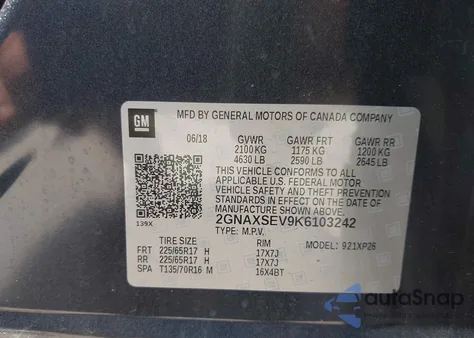 GM
MFD BY GENERAL MOTORS OF CANADA COMPANY
06/18 GVWR GAWR FRT GAWR RR
2100 KG 1175 KG 1200 KG
4630 LB 2590 LB 2645 LB
THIS VEHICLE CONFORMS TO ALL
APPLICABLE U.S. FEDERAL MOTOR
VEHICLE SAFETY, BUMPER, AND
THEFT PREVENTION STANDARDS
IN EFFECT ON THE DATE OF
MANUFACTURE SHOWN ABOVE.
139X 2GNAXSEV9K6103242
TYPE: M.P.V. MODEL: 921XP26
TIRE SIZE RIM
FRT 225/65R17 H 17X7J
RR 225/65R17 H 17X7J
SPA T135/70R16 M 16X4BT
autoSnap